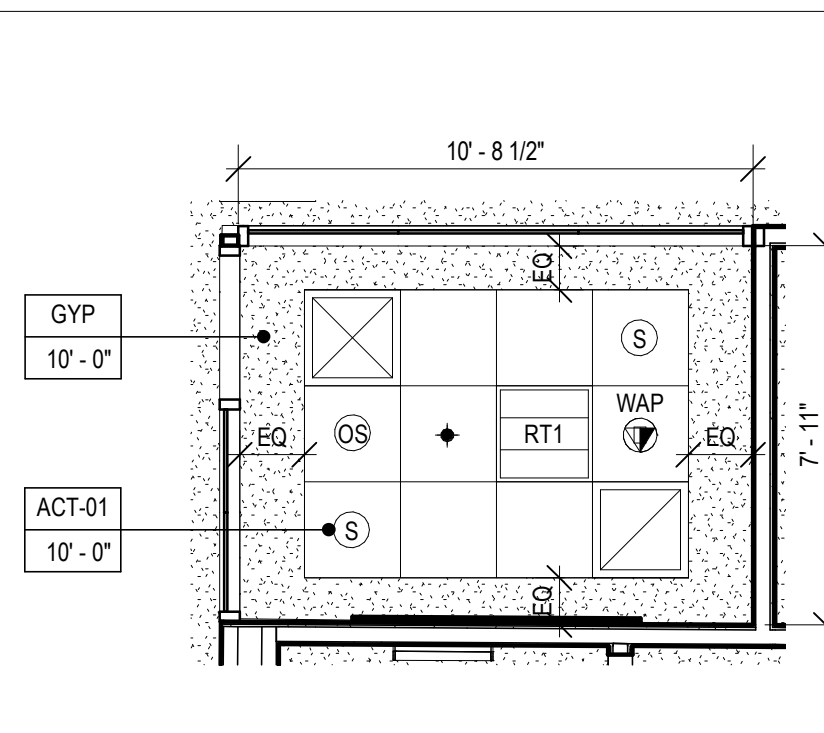 10' - 8 1/2"
EQ
GYP
10' - 0"
S
WAP
EQ
OS
RT1
EQ
7' - 11"
ACT-01
10' - 0"
S
EQ